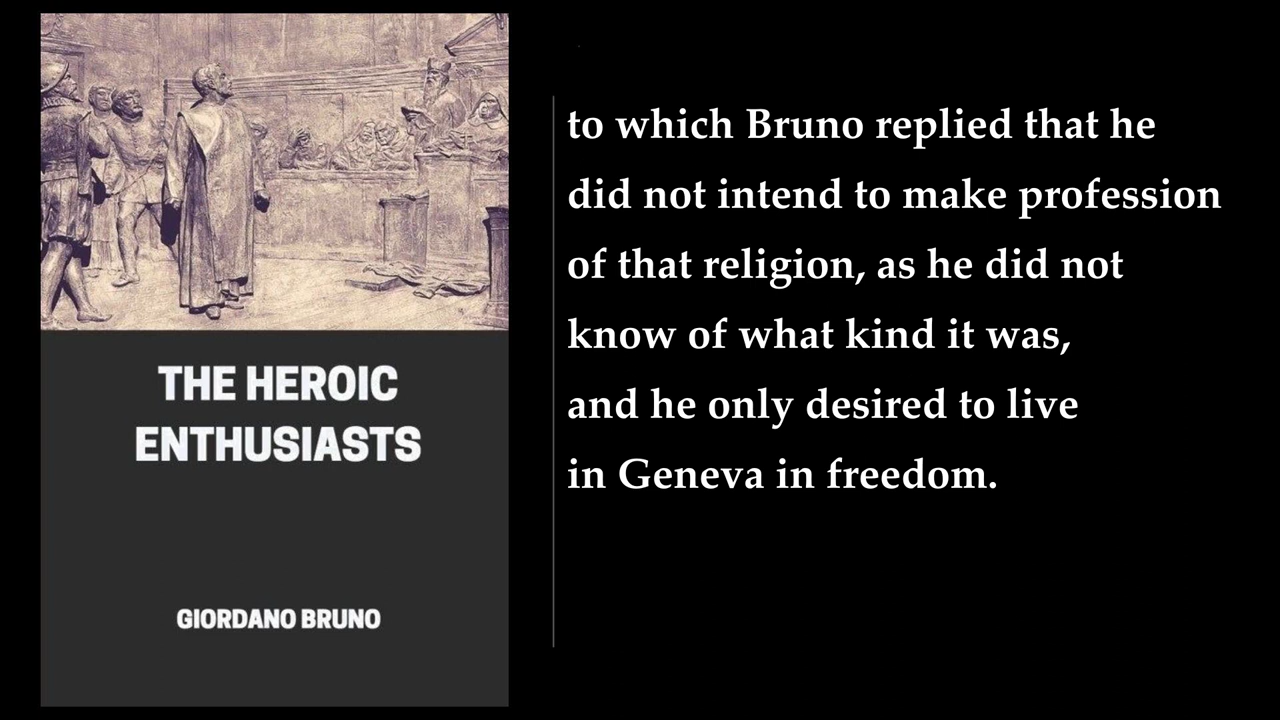 THE HEROIC
ENTHUSIASTS
GIORDANO BRUNO
to which Bruno replied that he
did not intend to make profession
of that religion, as he did not
know of what kind it was,
and he only desired to live
in Geneva in freedom.